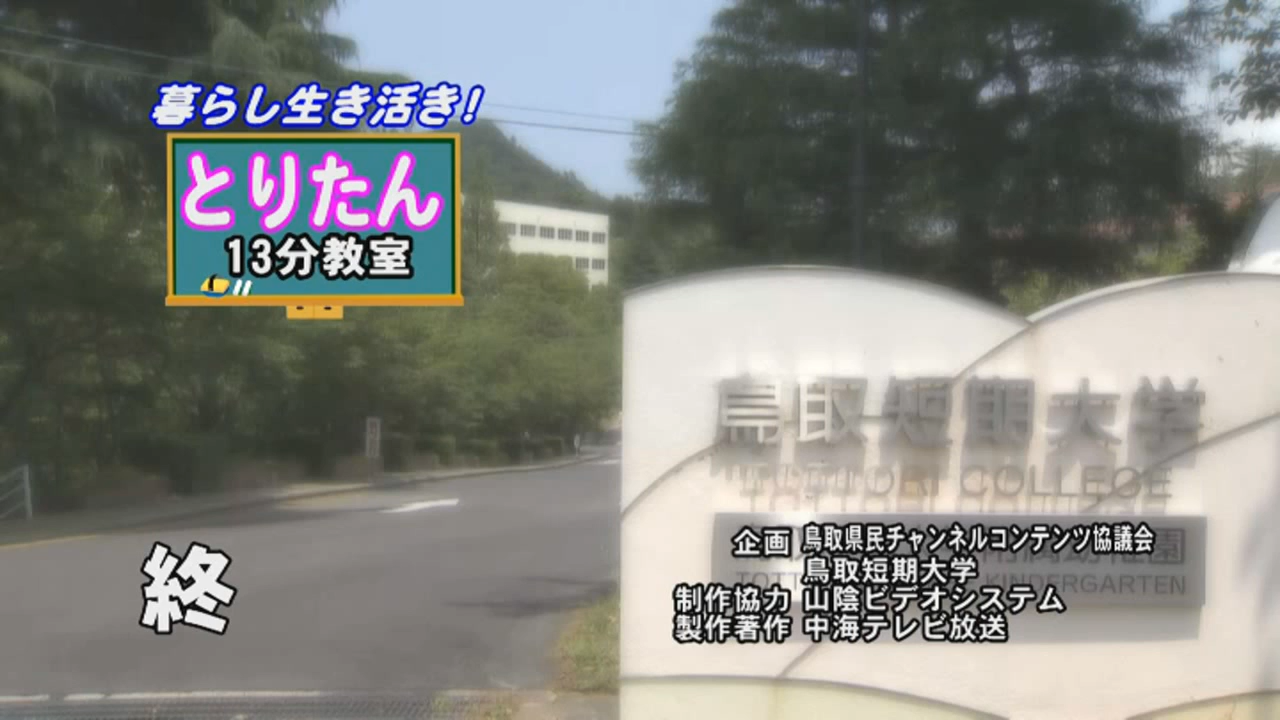 暮らし生き活き!
とりたん
13分教室
鳥取短期大学
TOTTORI COLLEGE
企画 鳥取県民チャンネルコンテンツ協議会
鳥取短期大学
KINDERGARTEN
制作協力 山陰ビデオシステム
製作著作 中海テレビ放送
終